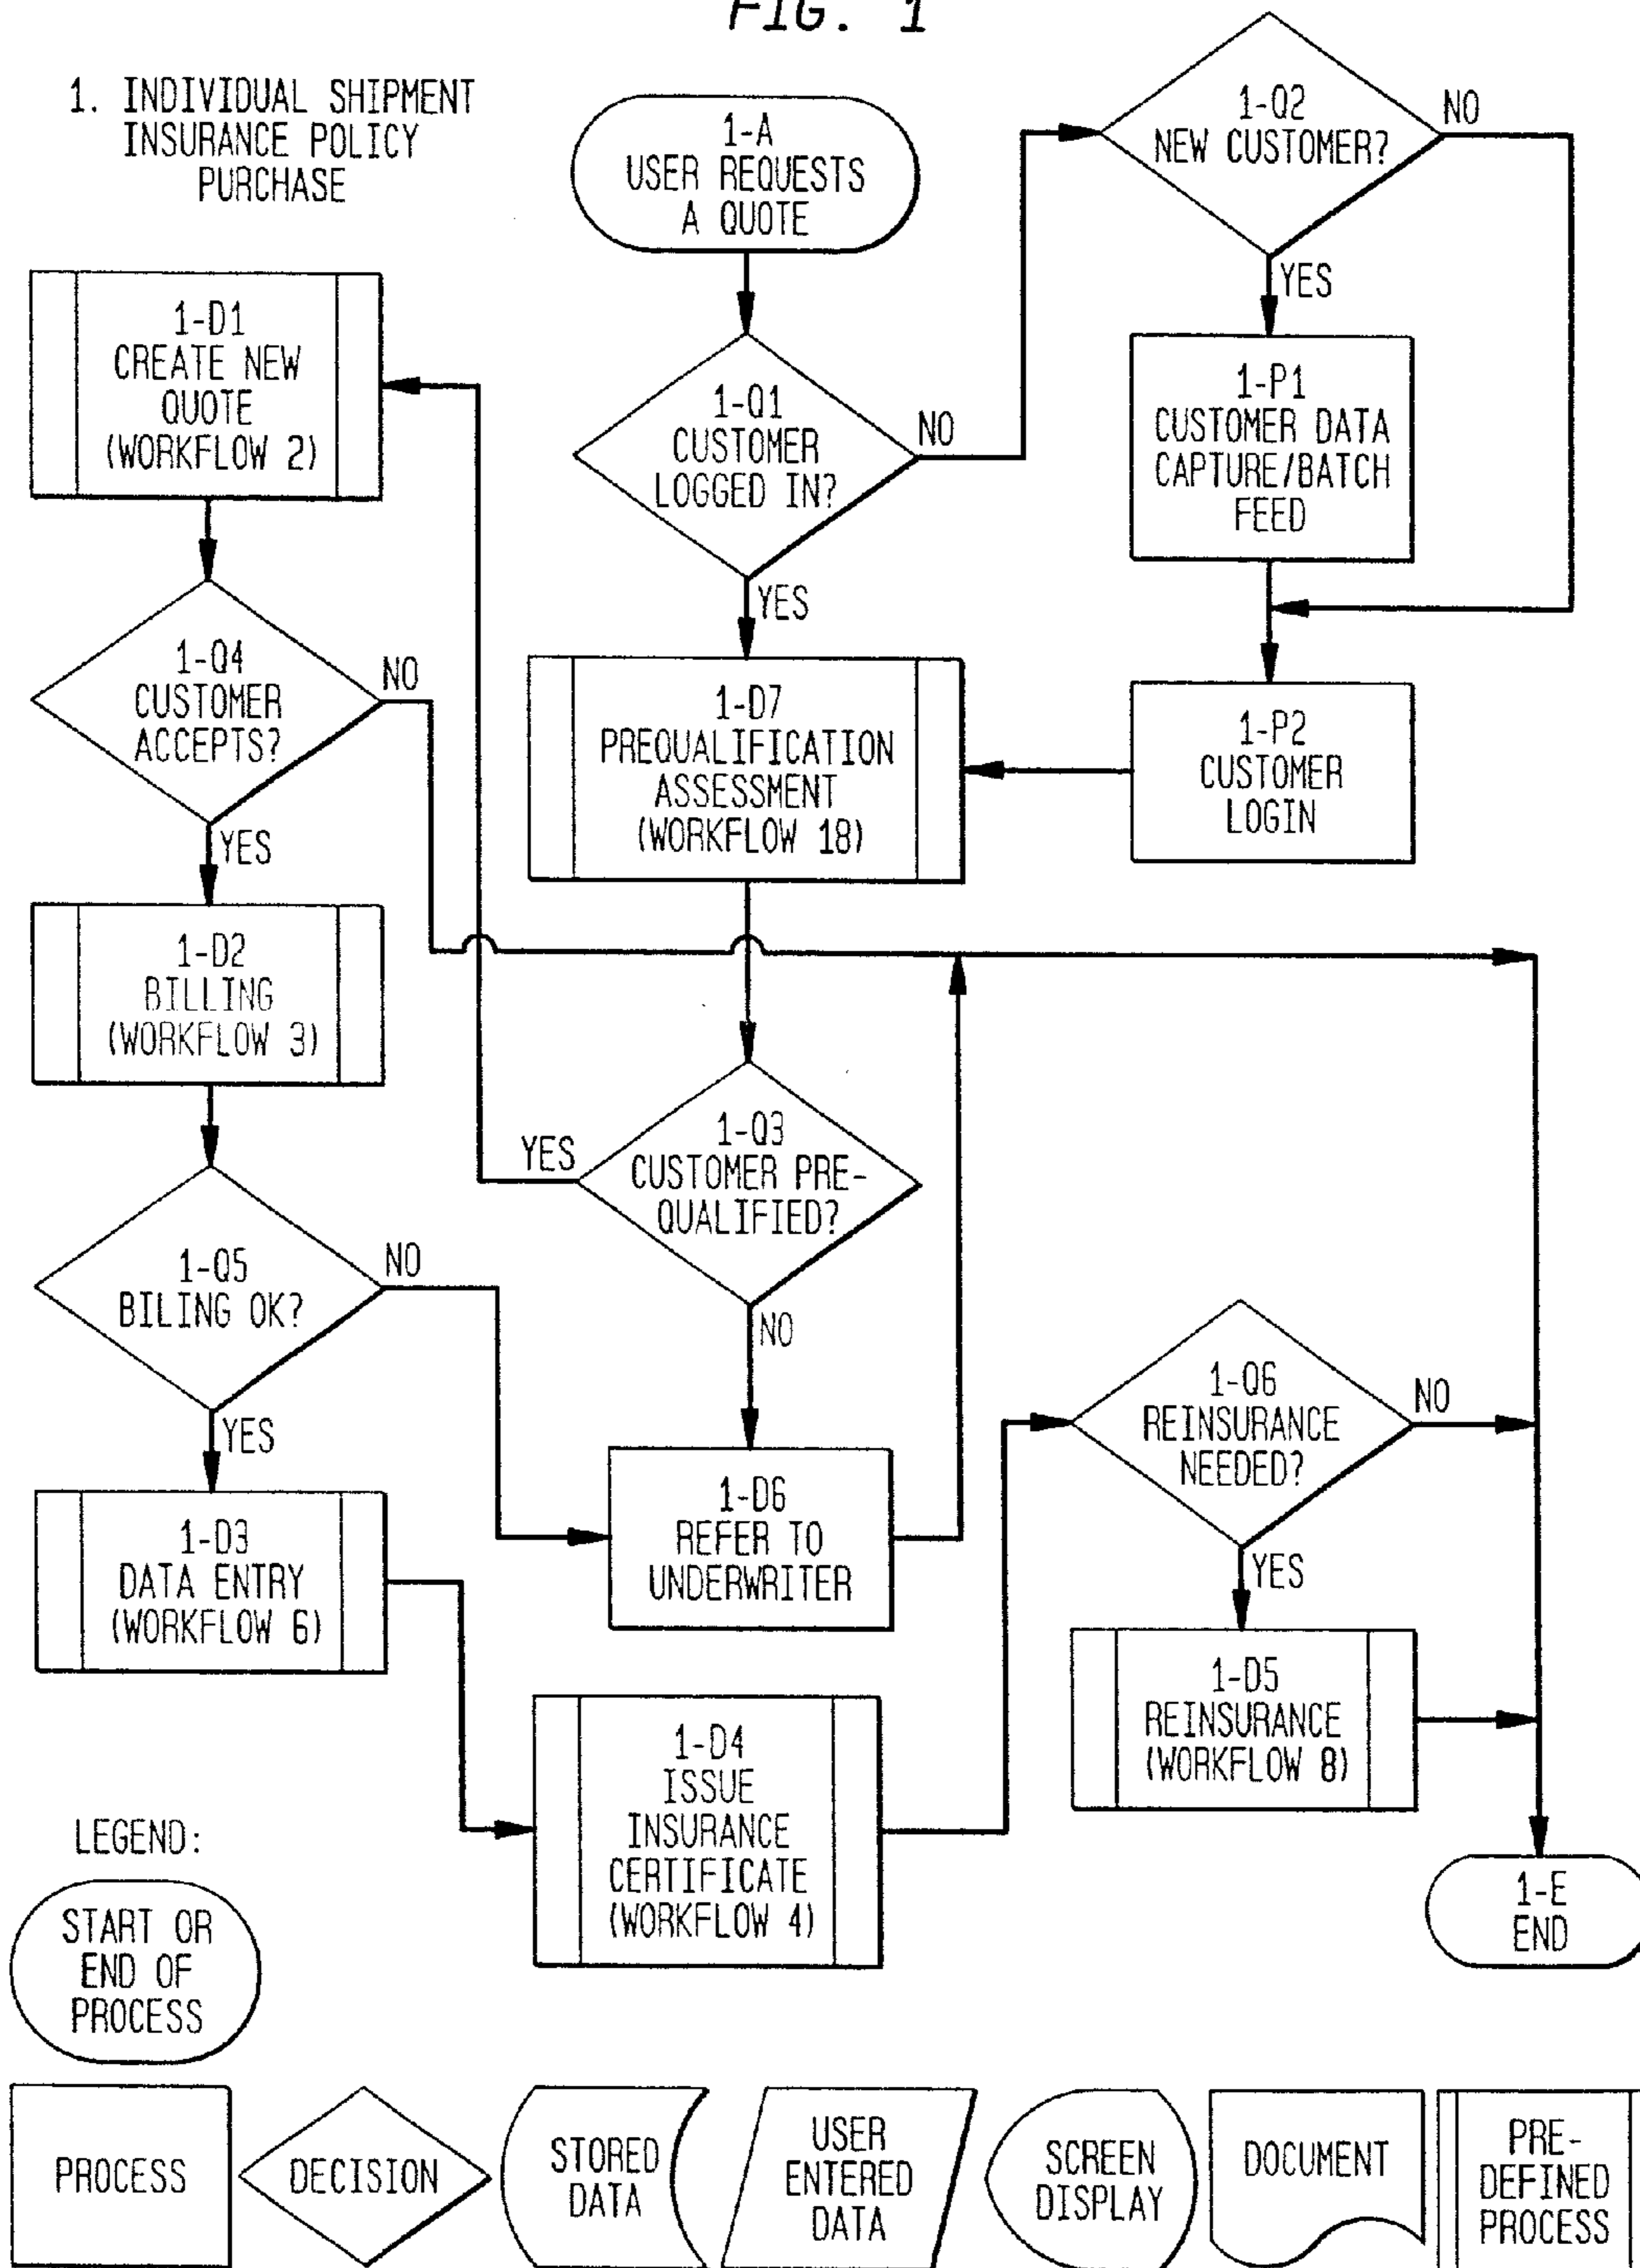 FIG. 1
1. INDIVIDUAL SHIPMENT
INSURANCE POLICY
PURCHASE
1-A
USER REQUESTS
A QUOTE
1-Q2
NEW CUSTOMER?
NO
YES
1-D1
CREATE NEW
QUOTE
(WORKFLOW 2)
1-Q1
CUSTOMER
LOGGED IN?
NO
YES
1-P1
CUSTOMER DATA
CAPTURE/BATCH
FEED
1-Q4
CUSTOMER
ACCEPTS?
NO
YES
1-D7
PREQUALIFICATION
ASSESSMENT
(WORKFLOW 18)
1-P2
CUSTOMER
LOGIN
1-D2
BILLING
(WORKFLOW 3)
1-Q3
CUSTOMER PRE-
QUALIFIED?
YES
NO
1-Q5
BILING OK?
NO
YES
1-Q6
REINSURANCE
NEEDED?
NO
YES
1-D3
DATA ENTRY
(WORKFLOW 6)
1-D6
REFER TO
UNDERWRITER
1-D5
REINSURANCE
(WORKFLOW 8)
1-D4
ISSUE
INSURANCE
CERTIFICATE
(WORKFLOW 4)
1-E
END
LEGEND:
START OR
END OF
PROCESS
PROCESS
DECISION
STORED
DATA
USER
ENTERED
DATA
SCREEN
DISPLAY
DOCUMENT
PRE-
DEFINED
PROCESS